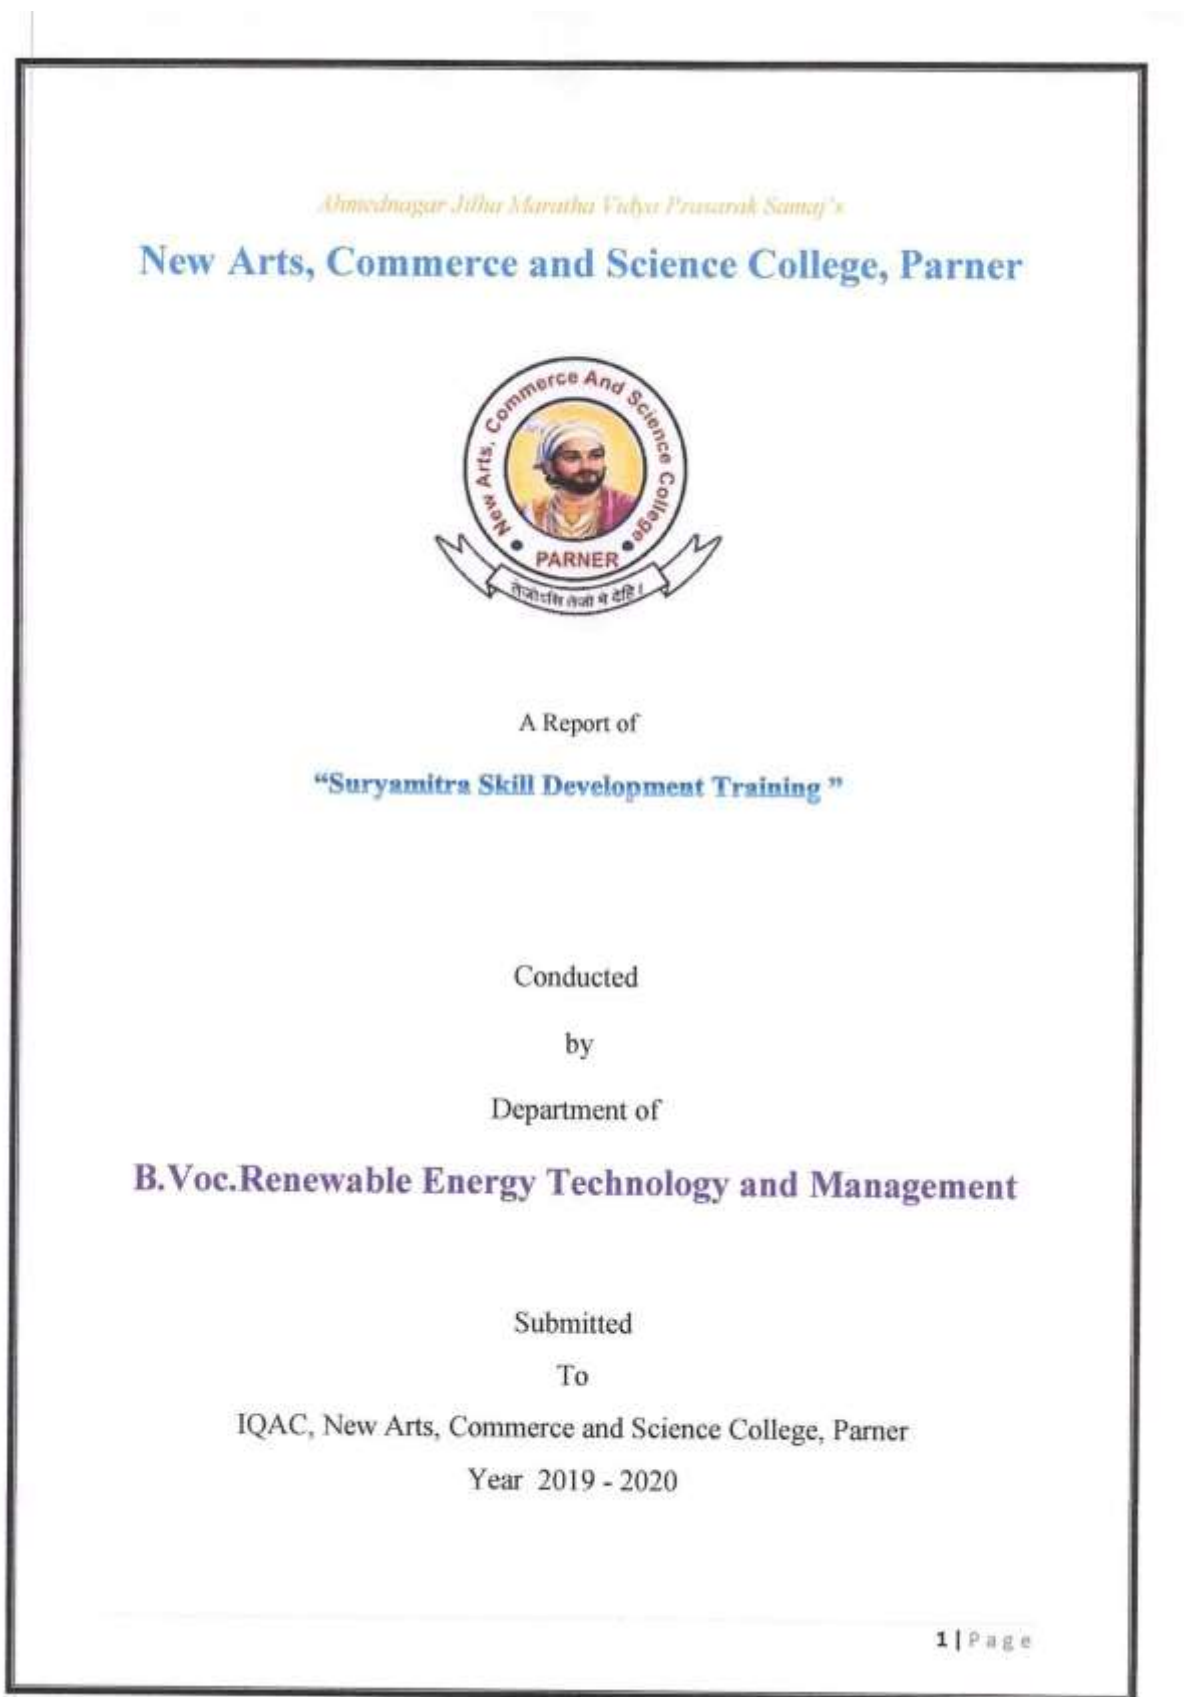 Ahmednagar Jilha Maratha Vidya Prasarak Samaj's
New Arts, Commerce and Science College, Parner
New Arts, Commerce And Science College
PARNER
तेजोऽसि तेजो मे देहि।
A Report of
“Suryamitra Skill Development Training ”
Conducted
by
Department of
B.Voc.Renewable Energy Technology and Management
Submitted
To
IQAC, New Arts, Commerce and Science College, Parner
Year 2019 - 2020
1 | Page